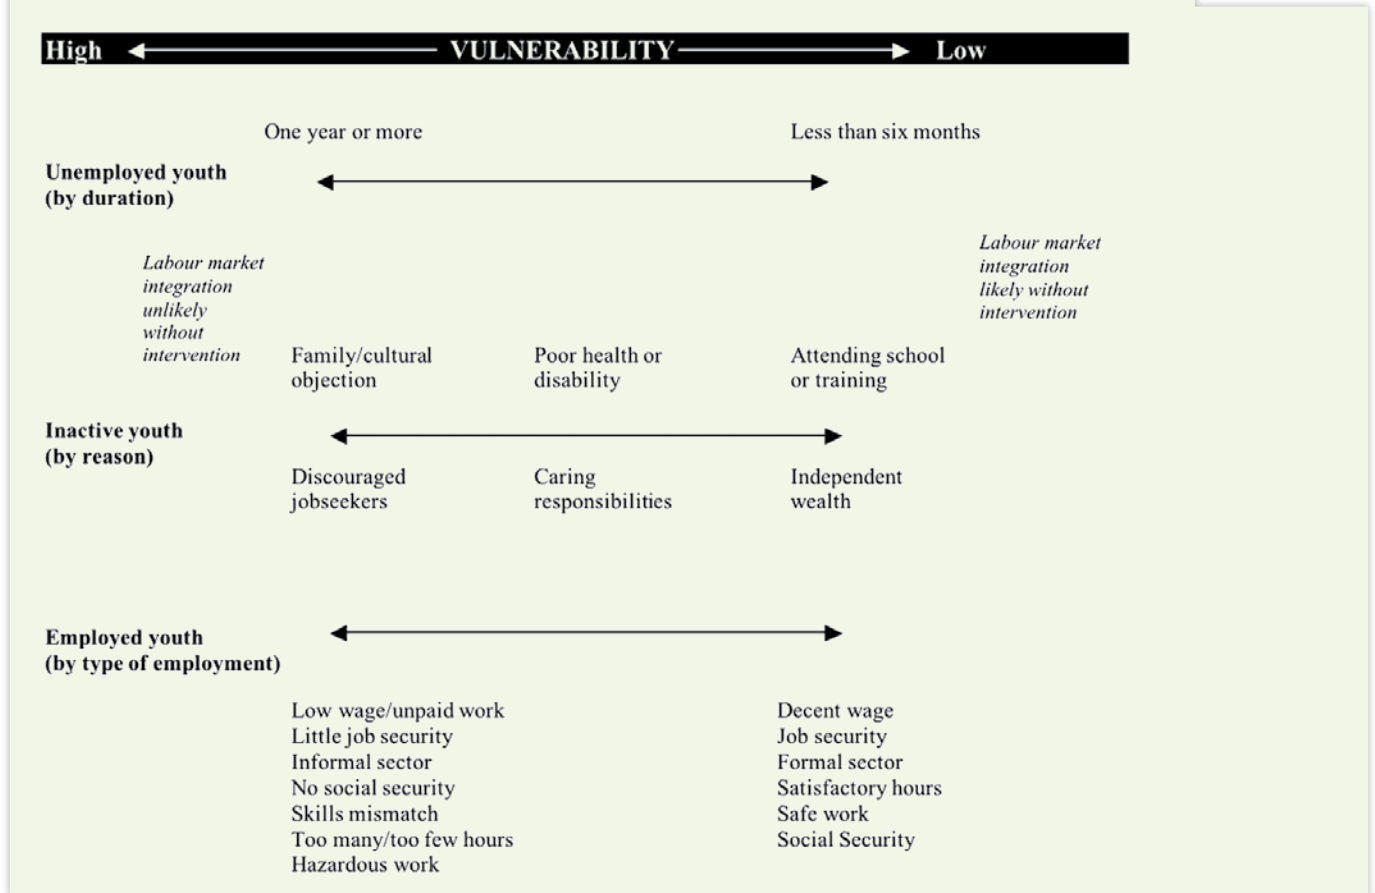 High VULNERABILITY Low
One year or more Less than six months
Unemployed youth
(by duration)
Labour market
integration
unlikely
without
intervention
Labour market
integration
likely without
intervention
Family/cultural
objection
Poor health or
disability
Attending school
or training
Inactive youth
(by reason)
Discouraged
jobseekers
Caring
responsibilities
Independent
wealth
Employed youth
(by type of employment)
Low wage/unpaid work
Little job security
Informal sector
No social security
Skills mismatch
Too many/too few hours
Hazardous work
Decent wage
Job security
Formal sector
Satisfactory hours
Safe work
Social Security